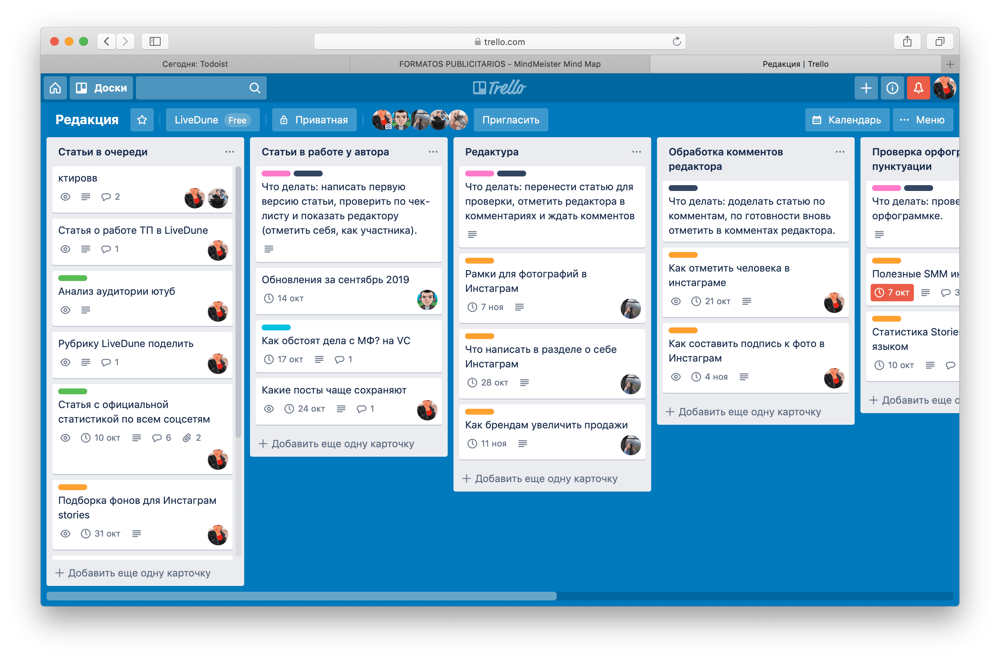 trello.com
Сегодня: Todoist
FORMATOS PUBLICITARIOS - MindMeister Mind Map
Редакция | Trello
Доски
Trello
Редакция
LiveDune Free
Приватная
Пригласить
Календарь
Меню
Статьи в очереди
ктировв
2
Статья о работе ТП в LiveDune
1
Анализ аудитории ютуб
Рубрику LiveDune поделить
1
Статья с официальной
статистикой по всем соцсетям
10 окт 6 2
Подборка фонов для Инстаграм
stories
31 окт
Добавить еще одну карточку
Статьи в работе у автора
Что делать: написать первую
версию статьи, проверить по чек-
листу и показать редактору
(отметить себя, как участника).
Обновления за сентябрь 2019
14 окт
Как обстоят дела с МФ? на VC
17 окт 1
Какие посты чаще сохраняют
24 окт 1
Добавить еще одну карточку
Редактура
Что делать: перенести статью для
проверки, отметить редактора в
комментариях и ждать комментов
Рамки для фотографий в
Инстаграм
7 ноя
Что написать в разделе о себе
Инстаграм
28 окт
Как брендам увеличить продажи
11 ноя
Добавить еще одну карточку
Обработка комментов
редактора
Что делать: доделать статью по
комментам, по готовности вновь
отметить в комментах редактора.
Как отметить человека в
инстаграме
21 окт
Как составить подпись к фото в
Инстаграм
4 ноя
Добавить еще одну карточку
Проверка орфог
пунктуации
Что делать: прове
орфограммке.
Полезные SMM ин
7 окт 3
Статистика Stories
языком
10 окт
Добавить еще о